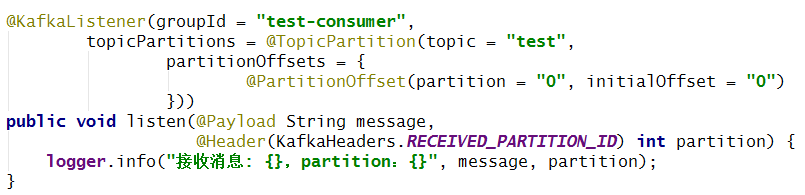 @KafkaListener(groupId = "test-consumer",
        topicPartitions = @TopicPartition(topic = "test",
                partitionOffsets = {
                        @PartitionOffset(partition = "0", initialOffset = "0")
                }))
public void listen(@Payload String message,
                   @Header(KafkaHeaders.RECEIVED_PARTITION_ID) int partition) {
    logger.info("接收消息: {}，partition：{}", message, partition);
}